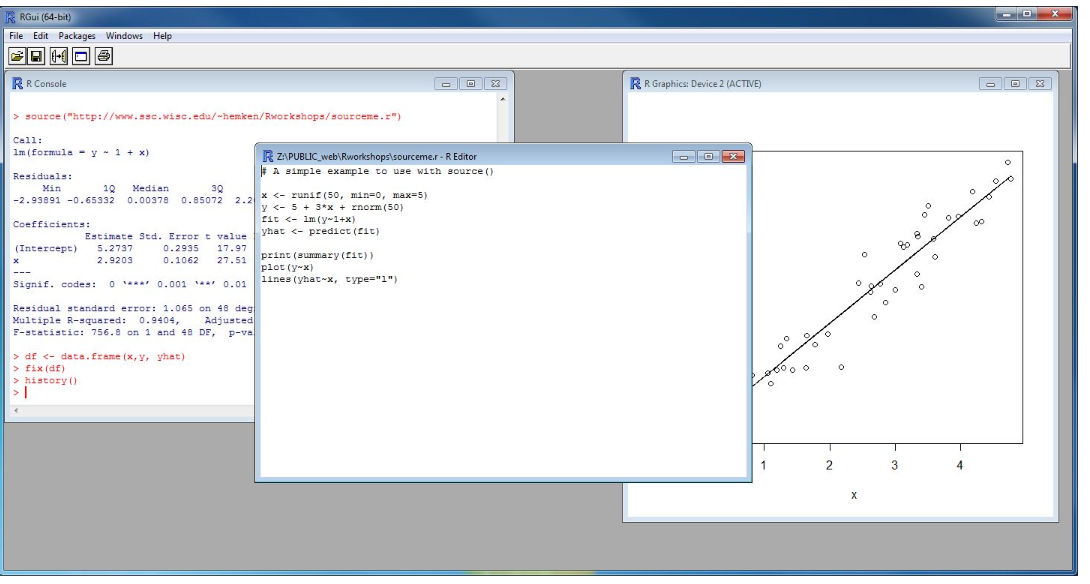 RGui (64-bit)
File Edit Packages Windows Help
R Console
> source("http://www.ssc.wisc.edu/~hemken/Rworkshops/sourceme.r")
Call:
lm(formula = y ~ 1 + x)
Residuals:
Min 1Q Median 3Q
-2.93891 -0.65332 0.00378 0.85072
Coefficients:
Estimate Std. Error t value
(Intercept) 5.2737 0.2935 17.97
x 2.9203 0.1062 27.51
---
Signif. codes: 0 ‘***’ 0.001 ‘**’ 0.01
Residual standard error: 1.065 on 48
Multiple R-squared: 0.9404, Adjusted
F-statistic: 756.8 on 1 and 48 DF,
> df <- data.frame(x,y, yhat)
> fix(df)
> history()
>
Z:\PUBLIC_web\Rworkshops\sourceme.r - R Editor
# A simple example to use with source()
x <- runif(50, min=0, max=5)
y <- 5 + 3*x + rnorm(50)
fit <- lm(y~1+x)
yhat <- predict(fit)
print(summary(fit))
plot(y~x)
lines(yhat~x, type="l")
R Graphics: Device 2 (ACTIVE)
1 2 3 4
x